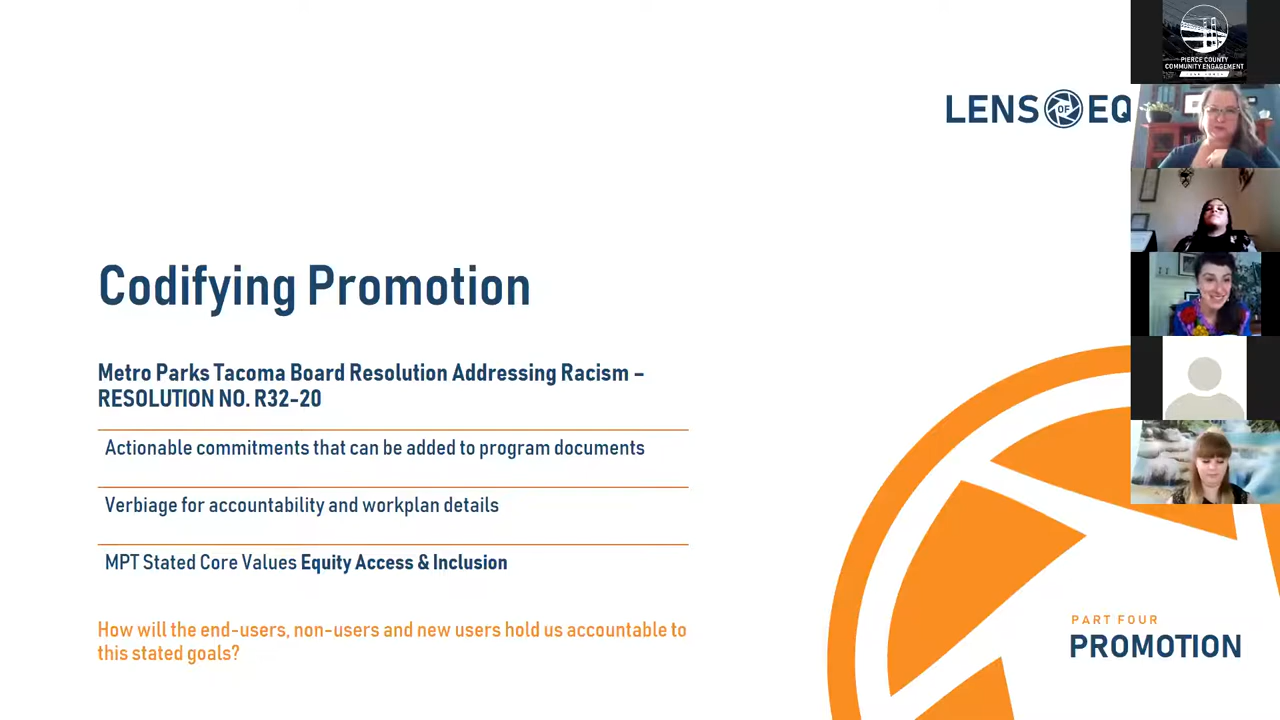 PIERCE COUNTY
COMMUNITY ENGAGEMENT
LENS OF EQ
Codifying Promotion
Metro Parks Tacoma Board Resolution Addressing Racism –
RESOLUTION NO. R32-20
Actionable commitments that can be added to program documents
Verbiage for accountability and workplan details
MPT Stated Core Values Equity Access & Inclusion
How will the end-users, non-users and new users hold us accountable to
this stated goals?
PART FOUR
PROMOTION